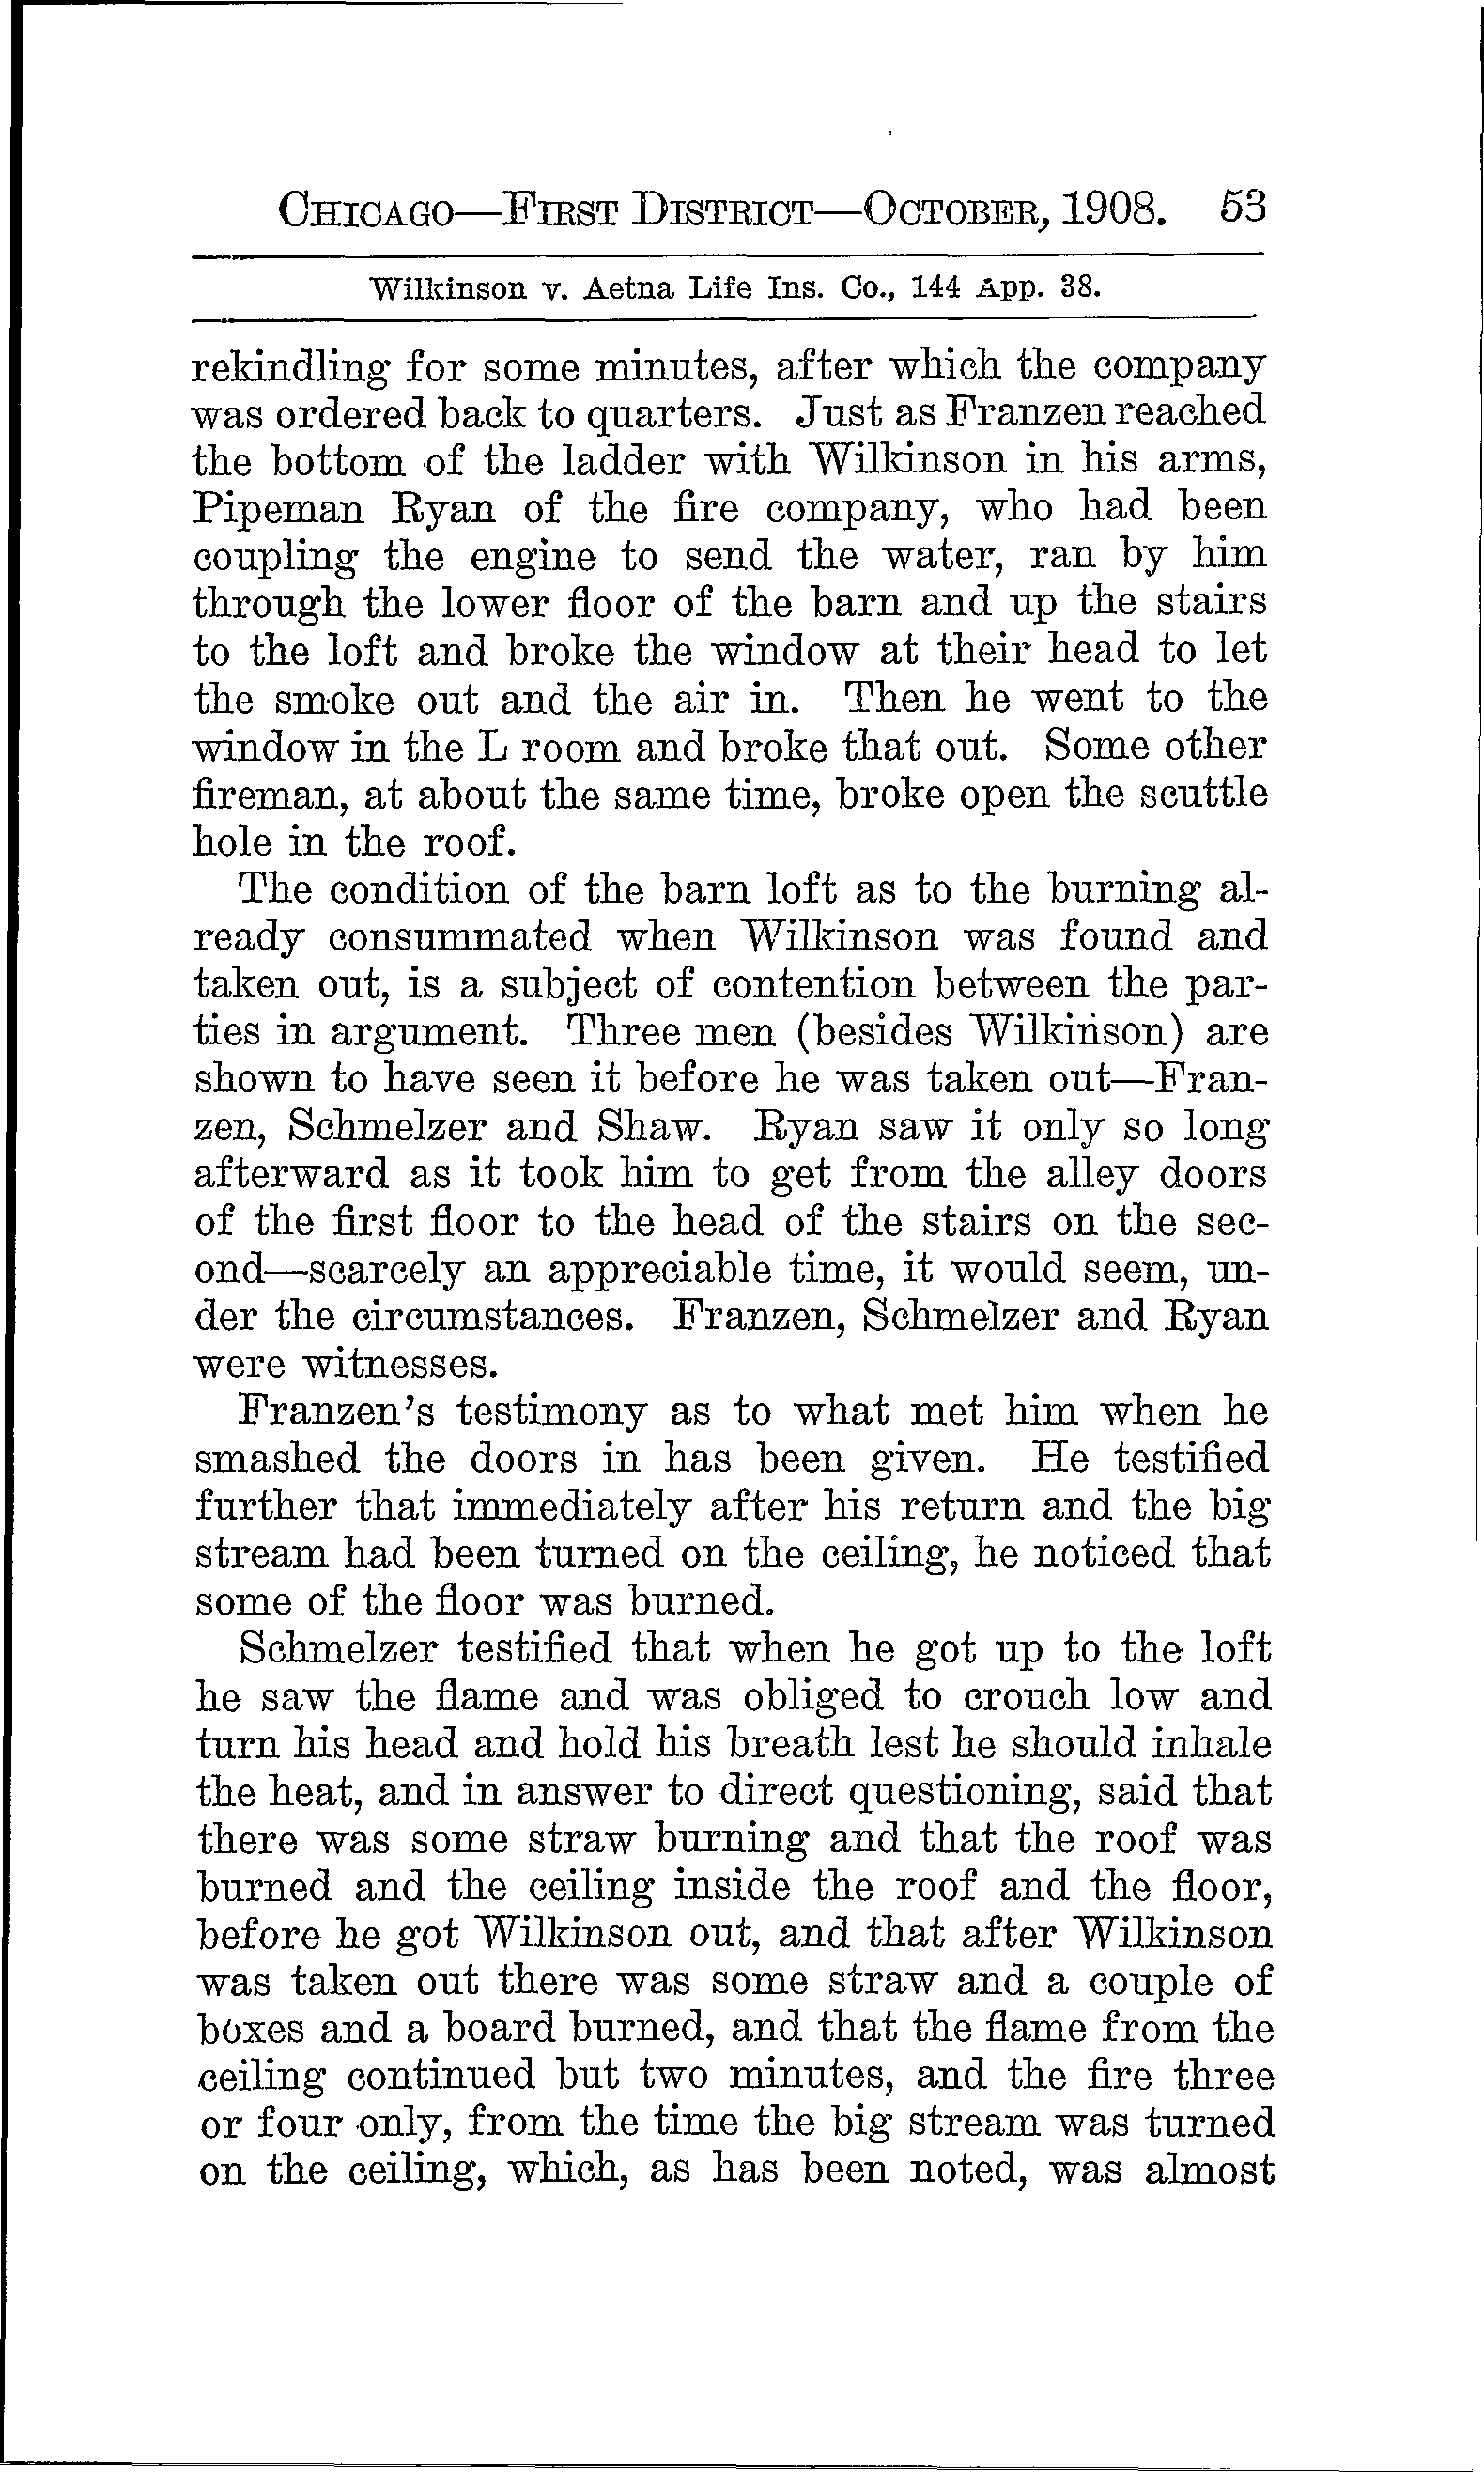 CHICAGO—FIRST DISTRICT—OCTOBER, 1908. 53
Wilkinson v. Aetna Life Ins. Co., 144 App. 38.
rekindling for some minutes, after which the company
was ordered back to quarters. Just as Franzen reached
the bottom of the ladder with Wilkinson in his arms,
Pipeman Ryan of the fire company, who had been
coupling the engine to send the water, ran by him
through the lower floor of the barn and up the stairs
to the loft and broke the window at their head to let
the smoke out and the air in. Then he went to the
window in the L room and broke that out. Some other
fireman, at about the same time, broke open the scuttle
hole in the roof.
The condition of the barn loft as to the burning al-
ready consummated when Wilkinson was found and
taken out, is a subject of contention between the par-
ties in argument. Three men (besides Wilkinson) are
shown to have seen it before he was taken out—Fran-
zen, Schmelzer and Shaw. Ryan saw it only so long
afterward as it took him to get from the alley doors
of the first floor to the head of the stairs on the sec-
ond—scarcely an appreciable time, it would seem, un-
der the circumstances. Franzen, Schmelzer and Ryan
were witnesses.
Franzen's testimony as to what met him when he
smashed the doors in has been given. He testified
further that immediately after his return and the big
stream had been turned on the ceiling, he noticed that
some of the floor was burned.
Schmelzer testified that when he got up to the loft
he saw the flame and was obliged to crouch low and
turn his head and hold his breath lest he should inhale
the heat, and in answer to direct questioning, said that
there was some straw burning and that the roof was
burned and the ceiling inside the roof and the floor,
before he got Wilkinson out, and that after Wilkinson
was taken out there was some straw and a couple of
boxes and a board burned, and that the flame from the
ceiling continued but two minutes, and the fire three
or four only, from the time the big stream was turned
on the ceiling, which, as has been noted, was almost